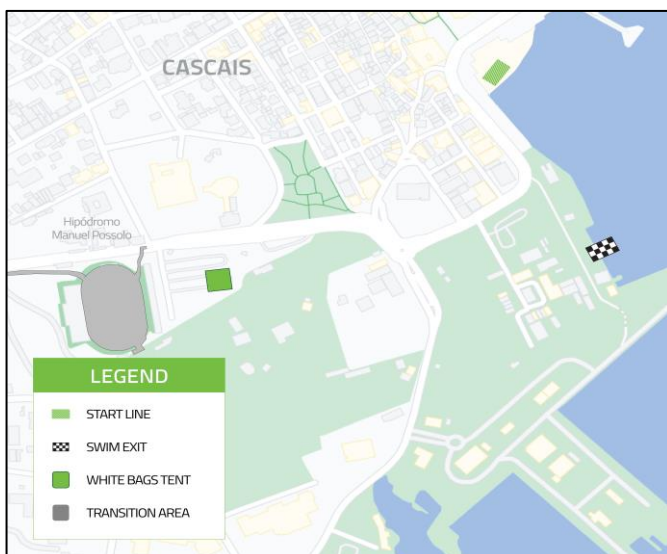 CASCAIS
Hipódromo
Manuel Possolo
LEGEND
START LINE
SWIM EXIT
WHITE BAGS TENT
TRANSITION AREA